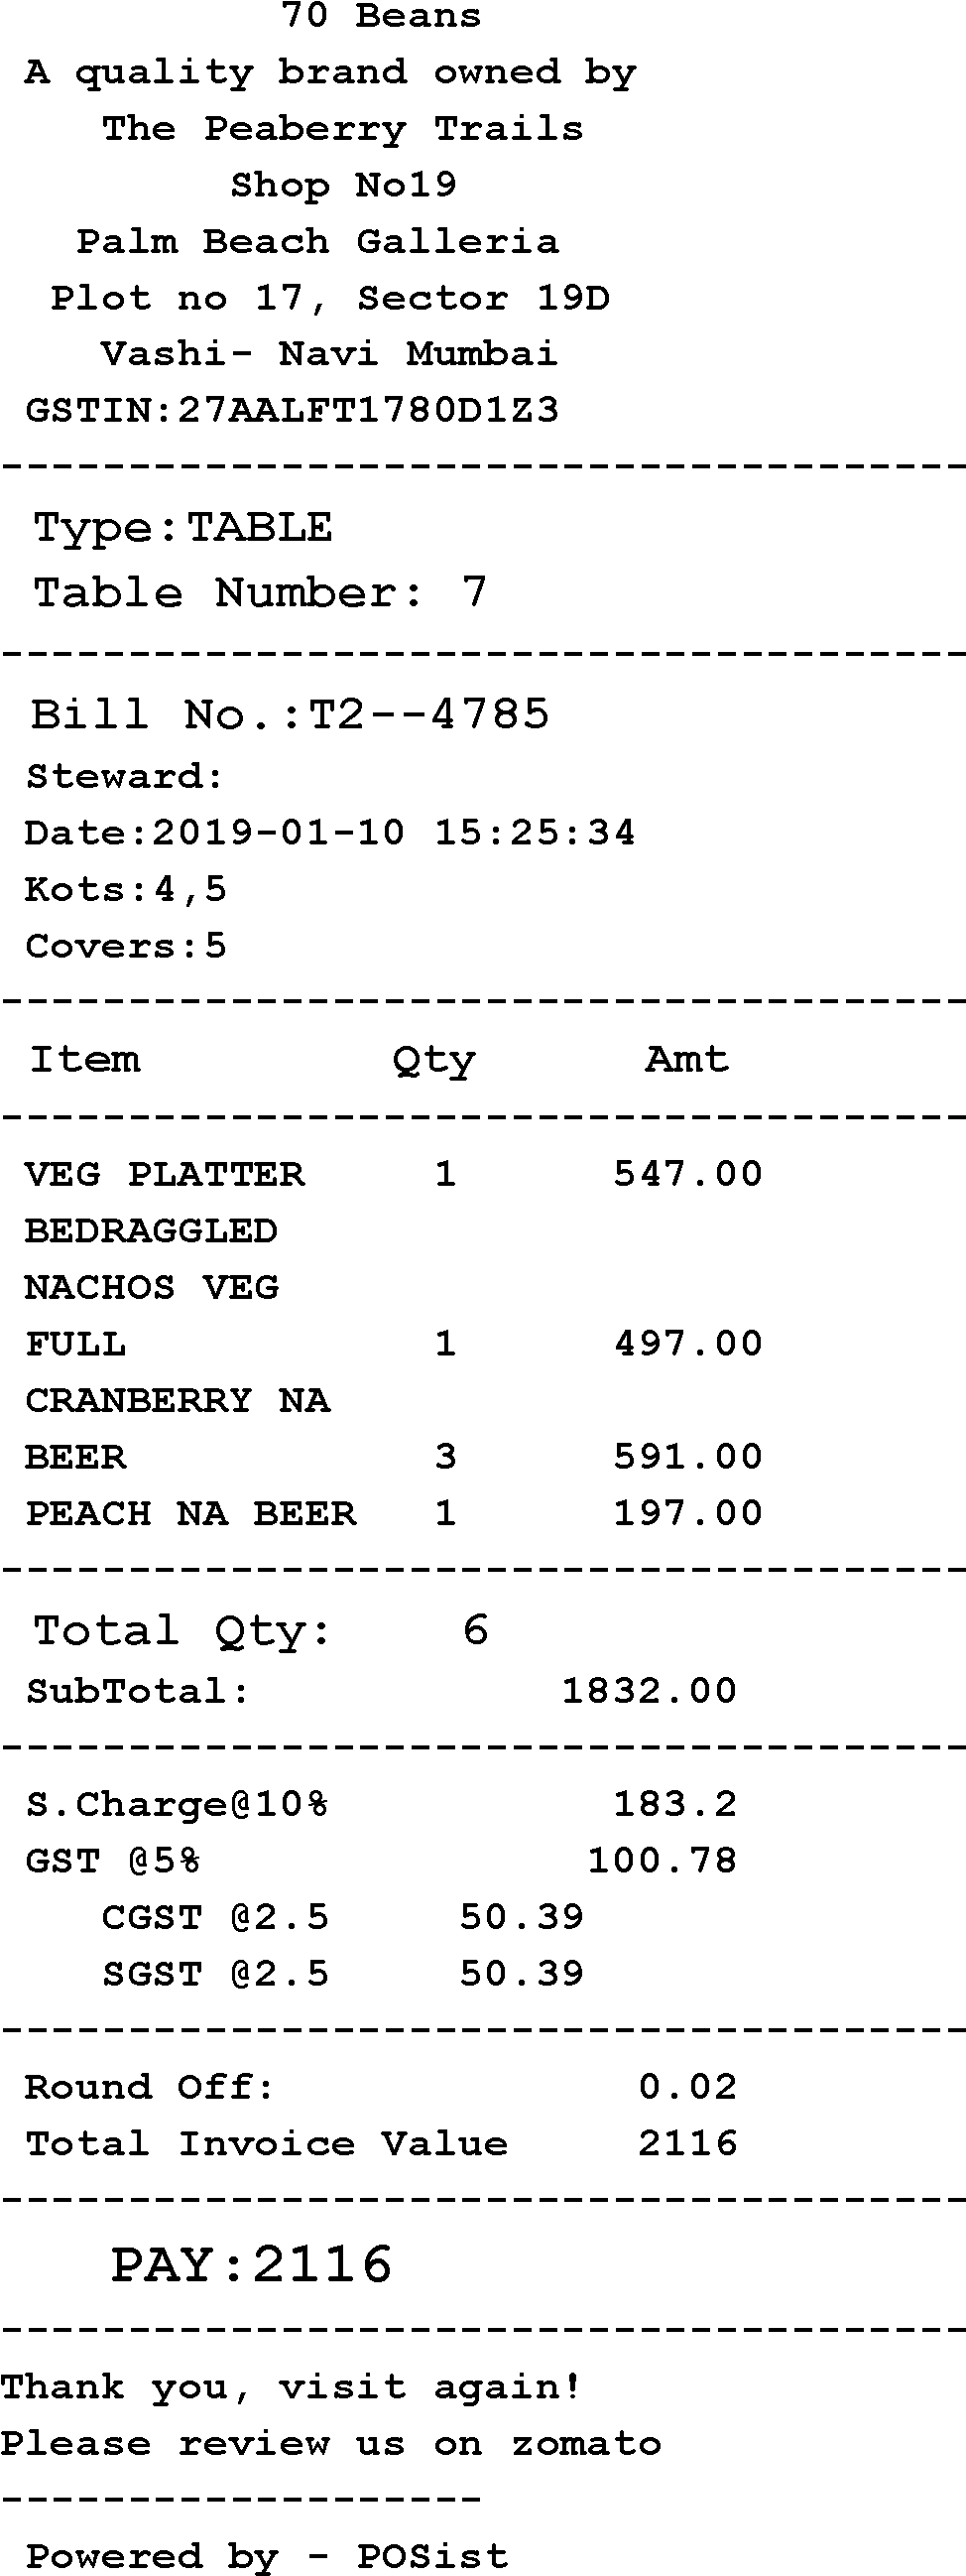 70 Beans
A quality brand owned by
The Peaberry Trails
Shop No19
Palm Beach Galleria
Plot no 17, Sector 19D
Vashi- Navi Mumbai
GSTIN:27AALFT1780D1Z3
--------------------------------------
Type:TABLE
Table Number: 7
--------------------------------------
Bill No.:T2--4785
Steward:
Date:2019-01-10 15:25:34
Kots:4,5
Covers:5
--------------------------------------
Item Qty Amt
--------------------------------------
VEG PLATTER 1 547.00
BEDRAGGLED
NACHOS VEG
FULL 1 497.00
CRANBERRY NA
BEER 3 591.00
PEACH NA BEER 1 197.00
--------------------------------------
Total Qty: 6
SubTotal: 1832.00
--------------------------------------
S.Charge@10% 183.2
GST @5% 100.78
CGST @2.5 50.39
SGST @2.5 50.39
--------------------------------------
Round Off: 0.02
Total Invoice Value 2116
--------------------------------------
PAY:2116
--------------------------------------
Thank you, visit again!
Please review us on zomato
-------------------
Powered by - POSist